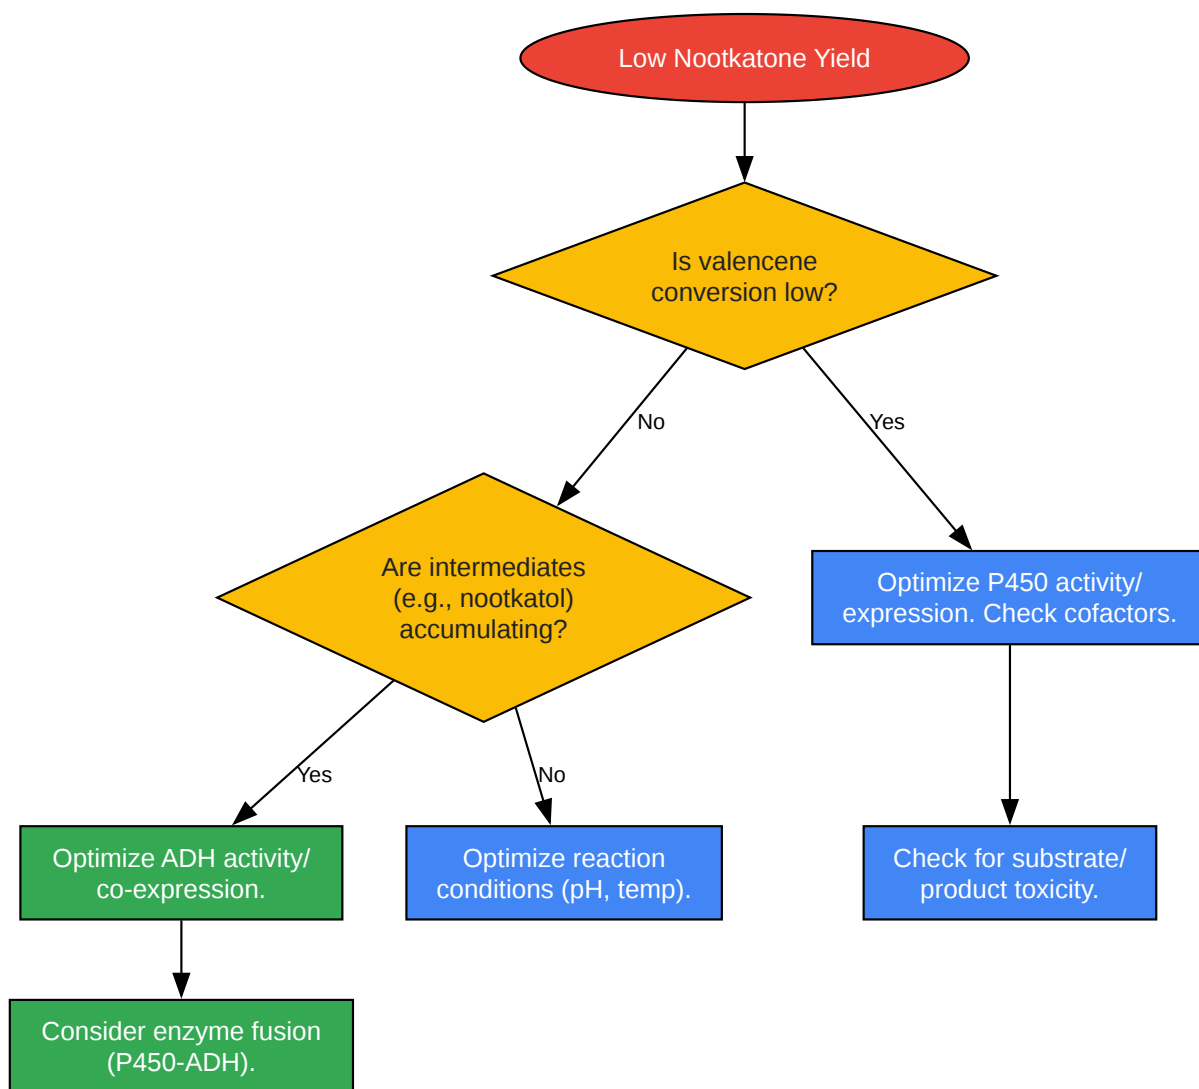 Low Nootkatone Yield
Is valencene
conversion low?
No
Yes
Are intermediates
(e.g., nootkatol)
accumulating?
Optimize P450 activity/
expression. Check cofactors.
Yes
No
Optimize ADH activity/
co-expression.
Optimize reaction
conditions (pH, temp).
Check for substrate/
product toxicity.
Consider enzyme fusion
(P450-ADH).